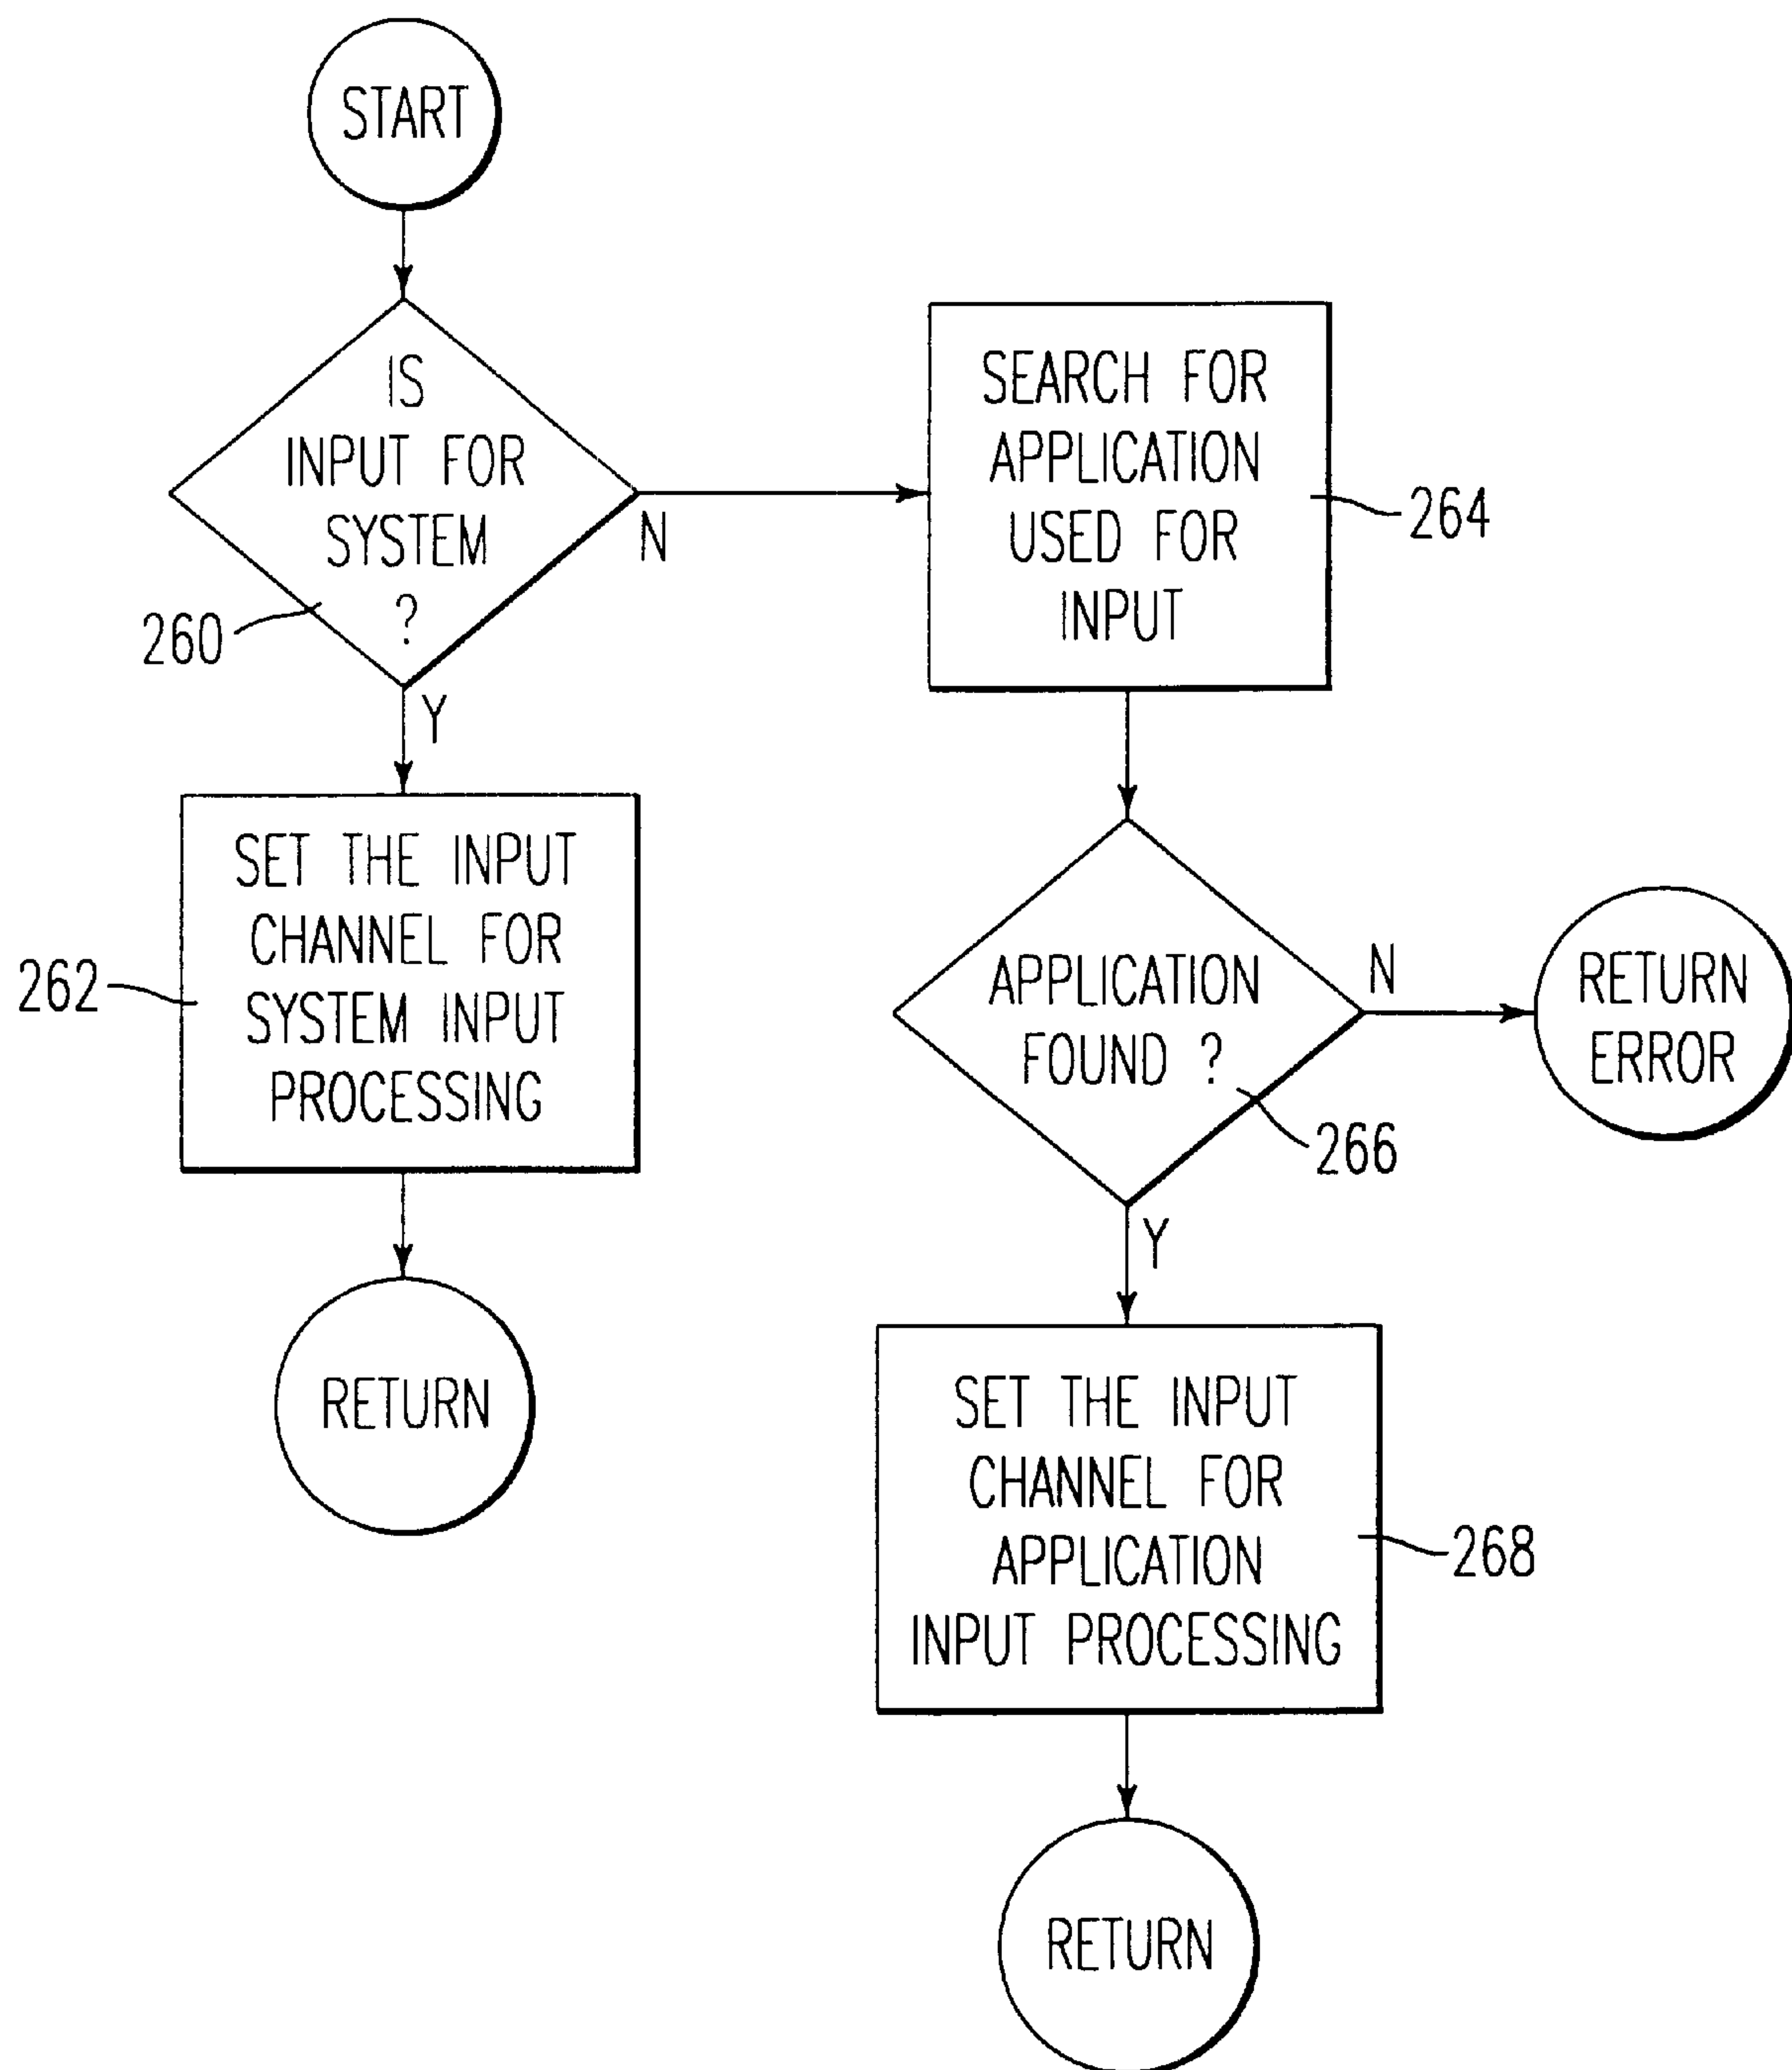 START
IS
INPUT FOR
SYSTEM
?
260
N
Y
SET THE INPUT
CHANNEL FOR
SYSTEM INPUT
PROCESSING
262
RETURN
SEARCH FOR
APPLICATION
USED FOR
INPUT
264
APPLICATION
FOUND ?
266
N
RETURN
ERROR
Y
SET THE INPUT
CHANNEL FOR
APPLICATION
INPUT PROCESSING
268
RETURN